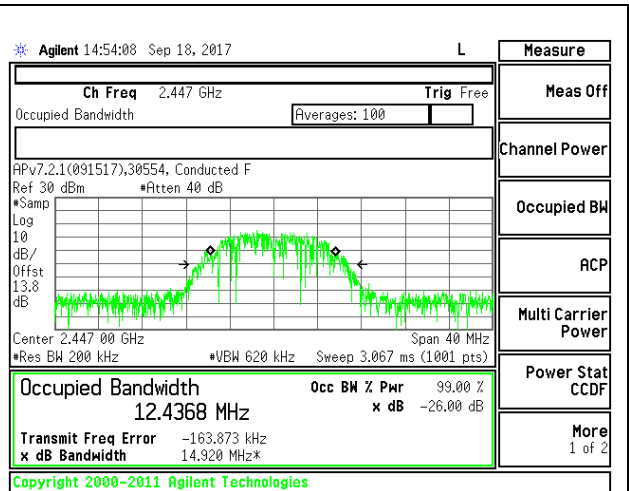 Agilent 14:54:08 Sep 18, 2017 L Measure
Ch Freq 2.447 GHz Trig Free
Occupied Bandwidth Averages: 100
Meas Off
Channel Power
Occupied BW
ACP
Multi Carrier
Power
Power Stat
CCDF
More
1 of 2
APv7.2.1(091517),30554, Conducted F
Ref 30 dBm #Atten 40 dB
#Samp
Log
10
dB/
Offst
13.8
dB
Center 2.447 00 GHz Span 40 MHz
#Res BW 200 kHz #VBW 620 kHz Sweep 3.067 ms (1001 pts)
Occupied Bandwidth Occ BW % Pwr 99.00 %
12.4368 MHz x dB -26.00 dB
Transmit Freq Error -163.873 kHz
x dB Bandwidth 14.920 MHz*
Copyright 2000-2011 Agilent Technologies